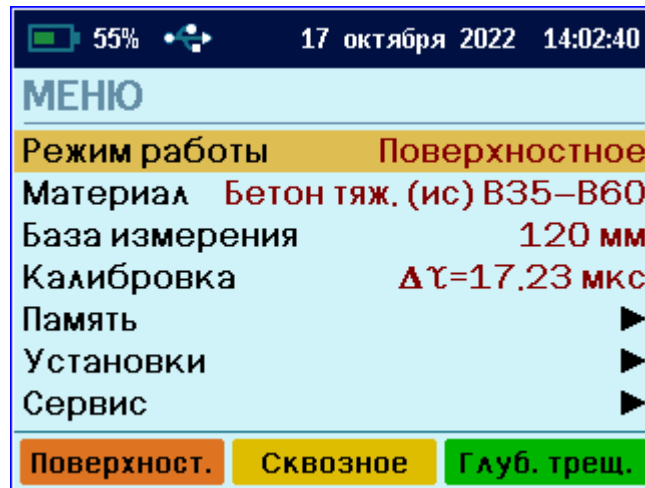 55% 17 октября 2022 14:02:40
МЕНЮ
Режим работы Поверхностное
Материал Бетон тяж. (ис) В35–В60
База измерения 120 мм
Калибровка Δτ=17,23 мкс
Память ▶
Установки ▶
Сервис ▶
Поверхност. Сквозное Глуб. трещ.